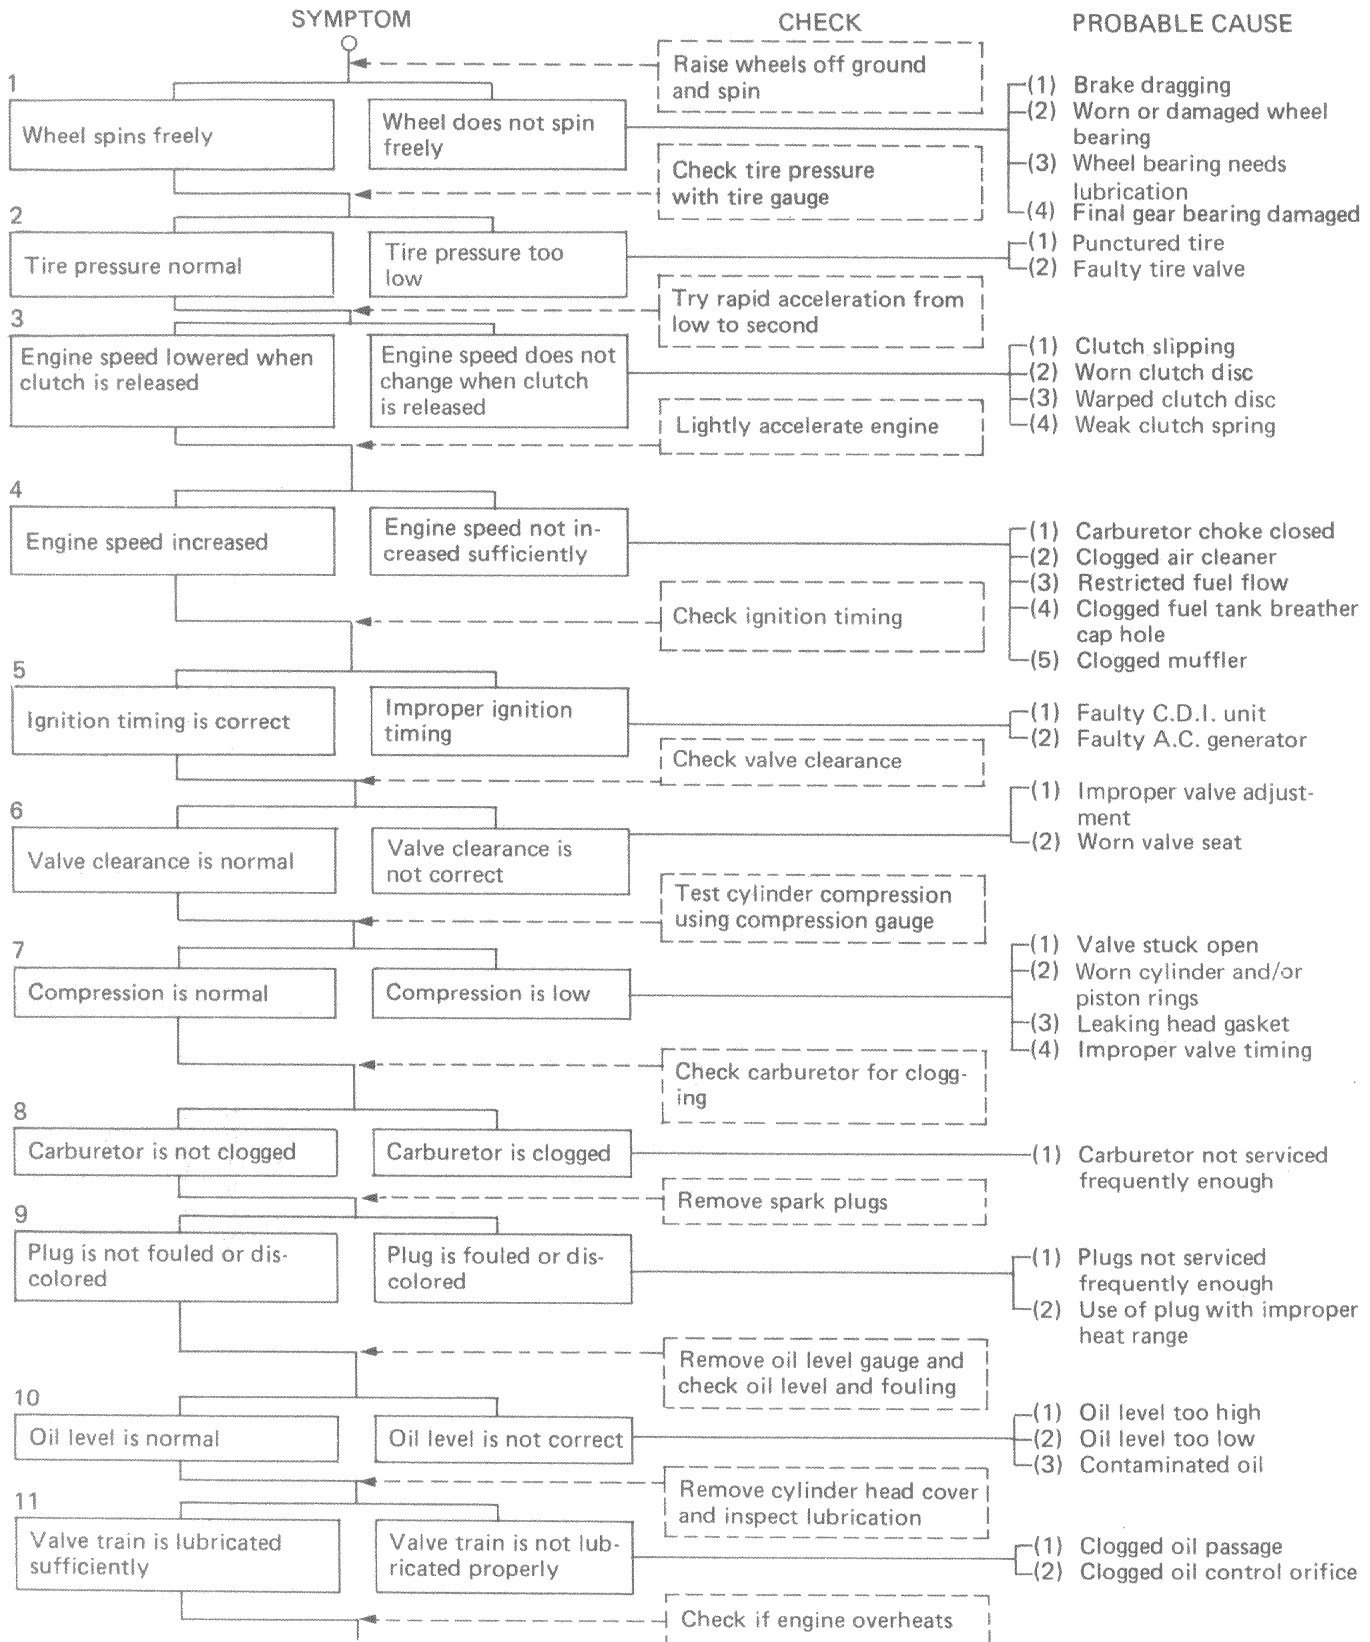 SYMPTOM
CHECK
PROBABLE CAUSE
Raise wheels off ground
and spin
1
Wheel spins freely
Wheel does not spin
freely
(1) Brake dragging
(2) Worn or damaged wheel
bearing
(3) Wheel bearing needs
lubrication
(4) Final gear bearing damaged
Check tire pressure
with tire gauge
2
Tire pressure normal
Tire pressure too
low
(1) Punctured tire
(2) Faulty tire valve
Try rapid acceleration from
low to second
3
Engine speed lowered when
clutch is released
Engine speed does not
change when clutch
is released
(1) Clutch slipping
(2) Worn clutch disc
(3) Warped clutch disc
(4) Weak clutch spring
Lightly accelerate engine
4
Engine speed increased
Engine speed not in-
creased sufficiently
(1) Carburetor choke closed
(2) Clogged air cleaner
(3) Restricted fuel flow
(4) Clogged fuel tank breather
cap hole
(5) Clogged muffler
Check ignition timing
5
Ignition timing is correct
Improper ignition
timing
(1) Faulty C.D.I. unit
(2) Faulty A.C. generator
Check valve clearance
6
Valve clearance is normal
Valve clearance is
not correct
(1) Improper valve adjust-
ment
(2) Worn valve seat
Test cylinder compression
using compression gauge
7
Compression is normal
Compression is low
(1) Valve stuck open
(2) Worn cylinder and/or
piston rings
(3) Leaking head gasket
(4) Improper valve timing
Check carburetor for clogg-
ing
8
Carburetor is not clogged
Carburetor is clogged
(1) Carburetor not serviced
frequently enough
Remove spark plugs
9
Plug is not fouled or dis-
colored
Plug is fouled or dis-
colored
(1) Plugs not serviced
frequently enough
(2) Use of plug with improper
heat range
Remove oil level gauge and
check oil level and fouling
10
Oil level is normal
Oil level is not correct
(1) Oil level too high
(2) Oil level too low
(3) Contaminated oil
Remove cylinder head cover
and inspect lubrication
11
Valve train is lubricated
sufficiently
Valve train is not lub-
ricated properly
(1) Clogged oil passage
(2) Clogged oil control orifice
Check if engine overheats